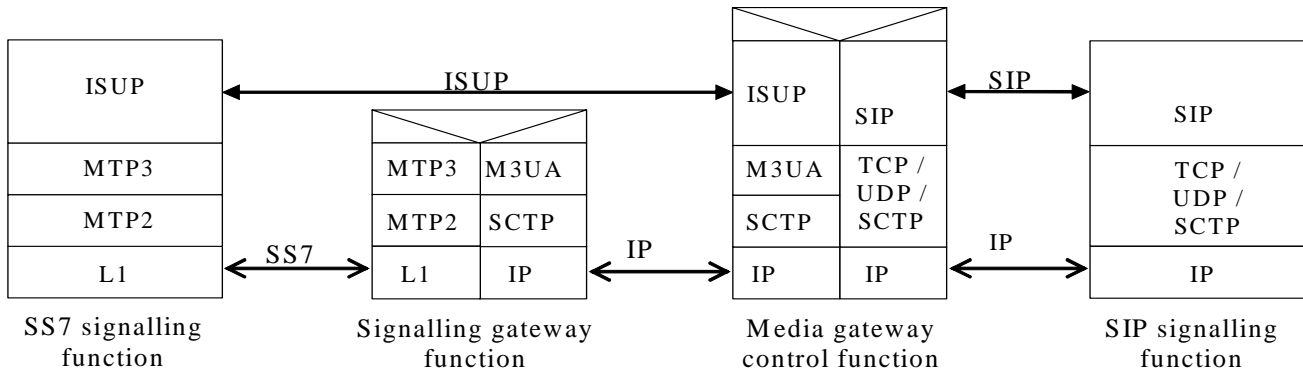 ISUP
MTP3
MTP2
L1
SS7 signalling
function
ISUP
SS7
MTP3
M3UA
MTP2
SCTP
L1
IP
Signalling gateway
function
IP
ISUP
SIP
M3UA
SCTP
TCP /
UDP /
SCTP
IP
IP
Media gateway
control function
SIP
IP
SIP
TCP /
UDP /
SCTP
IP
SIP signalling
function